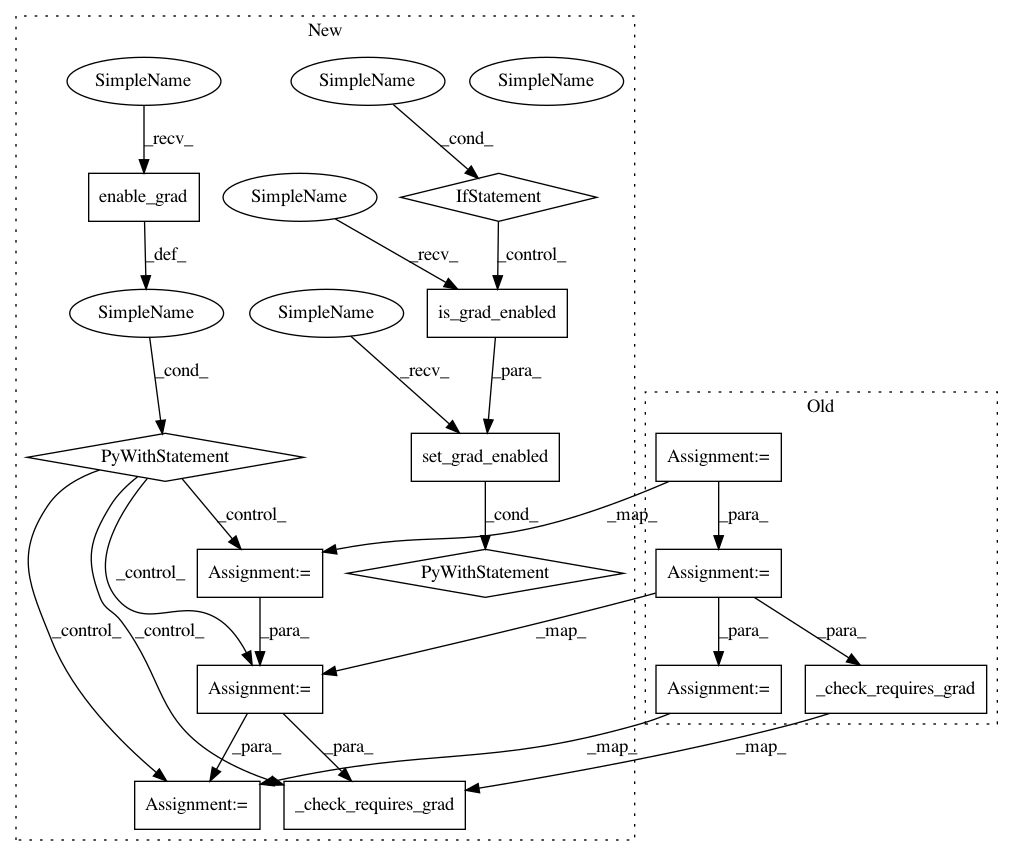 New
SimpleName
SimpleName
SimpleName
_recv_
_cond_
enable_grad
SimpleName
IfStatement
_def_
_recv_
_control_
SimpleName
SimpleName
is_grad_enabled
_cond_
_recv_
_para_
Old
PyWithStatement
set_grad_enabled
Assignment:=
_control_
_cond_
_map_
_para_
_control_
Assignment:=
PyWithStatement
Assignment:=
_control_
_control_
_para_
_map_
_para_
_para_
Assignment:=
Assignment:=
_check_requires_grad
_para_
_para_
_map_
_map_
Assignment:=
_check_requires_grad